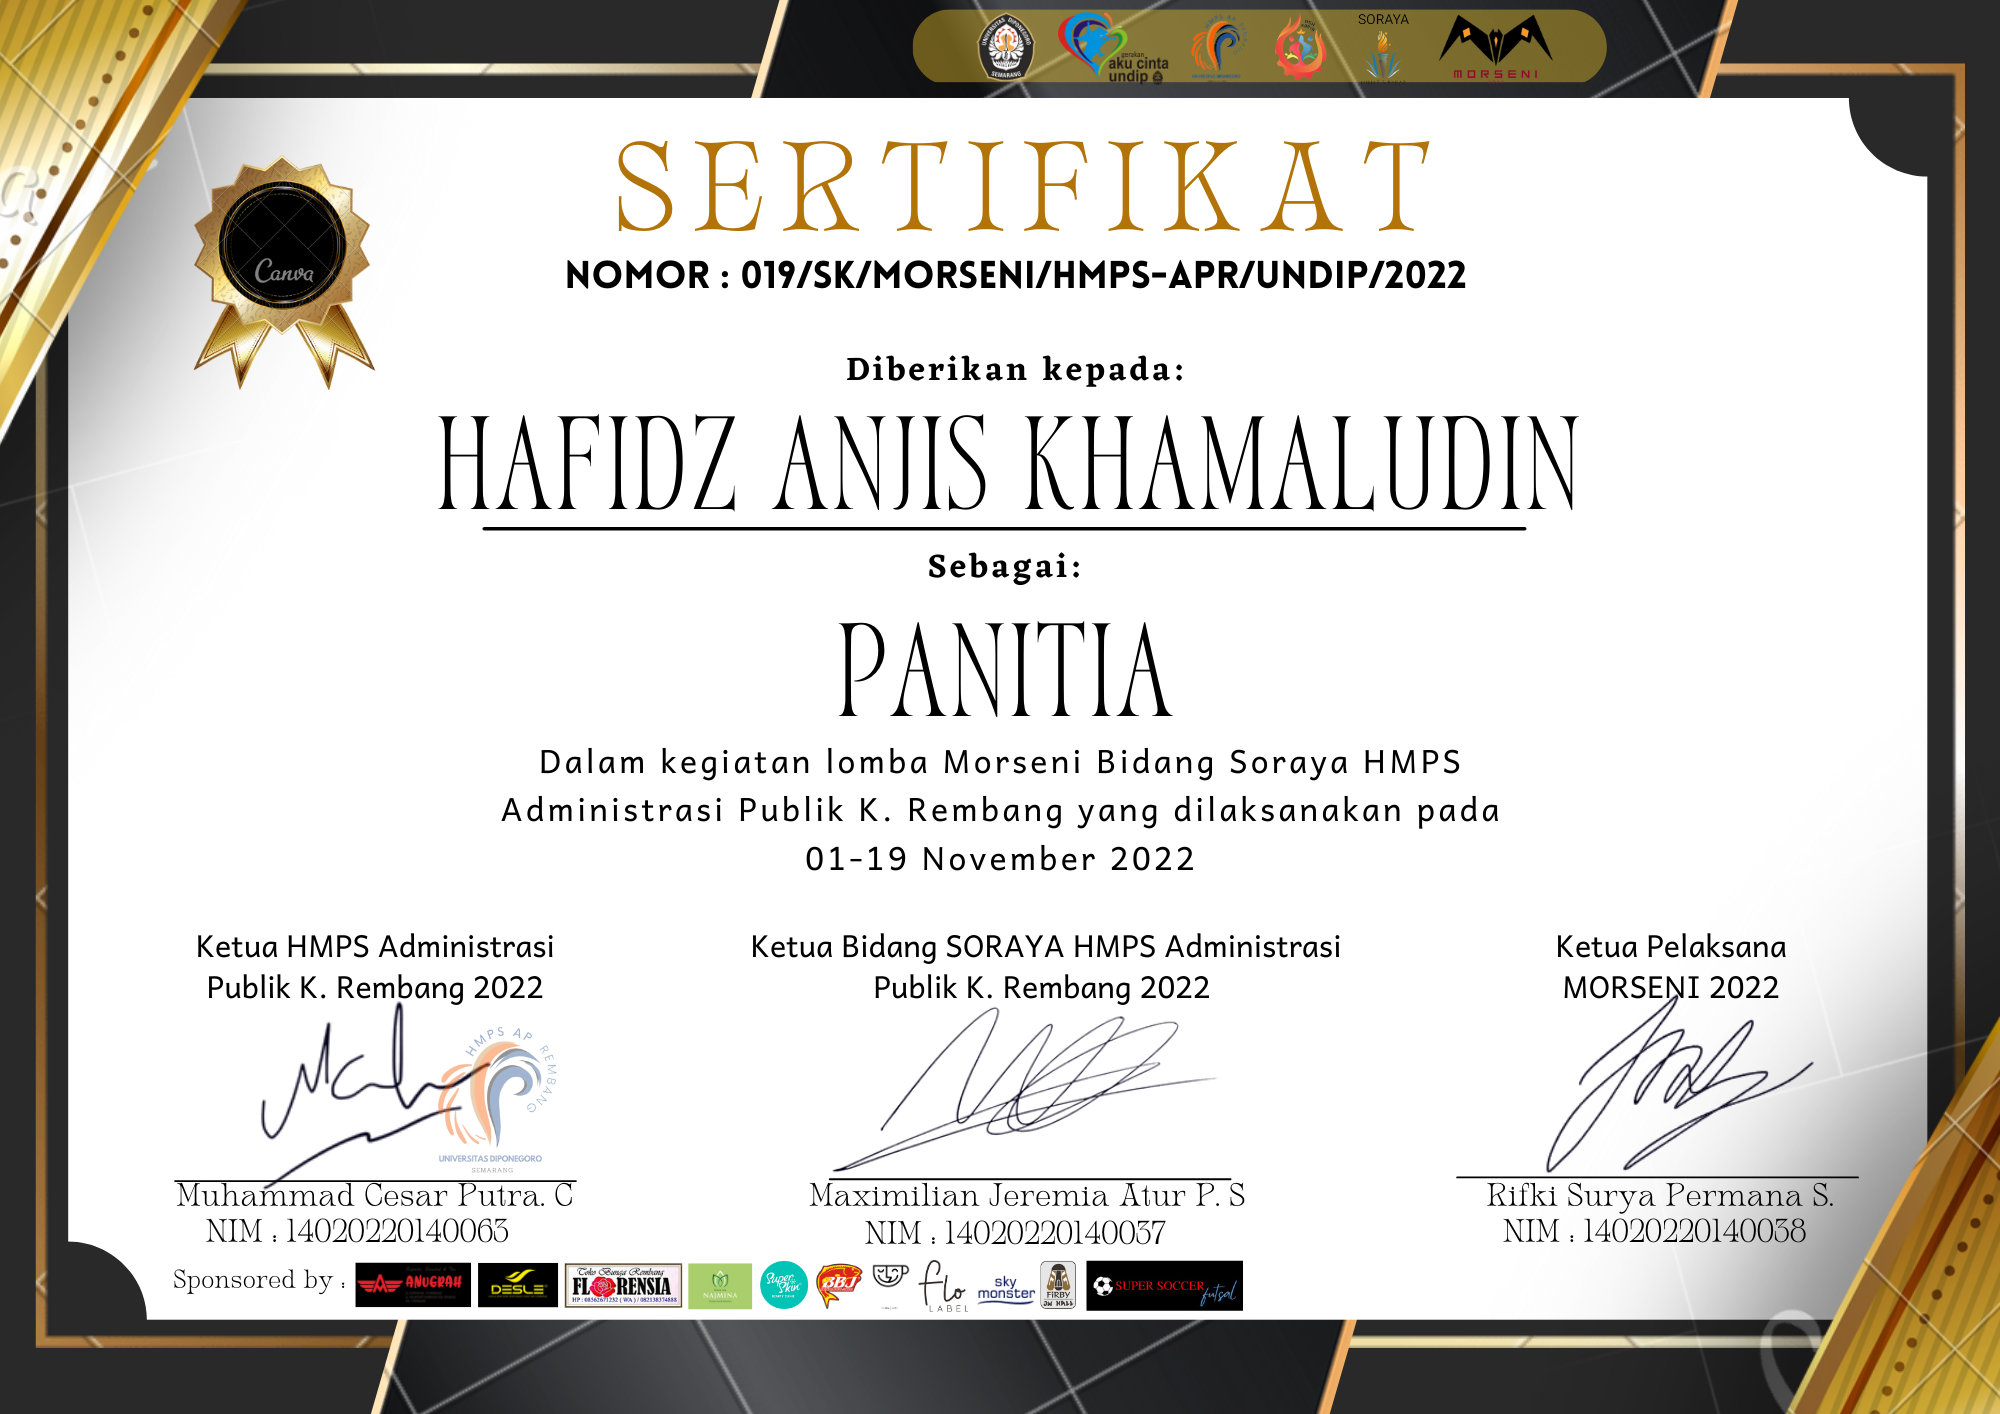 UNIVERSITAS DIPONEGORO
SEMARANG
gerakan
aku cinta
undip
SORAYA
MORSENI
SERTIFIKAT
NOMOR : 019/SK/MORSENI/HMPS-APR/UNDIP/2022
Canva
Diberikan kepada:
HAFIDZ ANJIS KHAMALUDIN
Sebagai:
PANITIA
Dalam kegiatan lomba Morseni Bidang Soraya HMPS
Administrasi Publik K. Rembang yang dilaksanakan pada
01-19 November 2022
Ketua HMPS Administrasi
Publik K. Rembang 2022
HMPS AP REMBANG
UNIVERSITAS DIPONEGORO
SEMARANG
Muhammad Cesar Putra. C
NIM : 14020220140063
Ketua Bidang SORAYA HMPS Administrasi
Publik K. Rembang 2022
Maximilian Jeremia Atur P. S
NIM : 14020220140037
Ketua Pelaksana
MORSENI 2022
Rifki Surya Permana S.
NIM : 14020220140038
Sponsored by :
ANUGRAH
DESLE
Toko Bunga Rembang
FLORENSIA
NAJMINA
Super Skin
BBJ
flo
LABEL
sky
monster
FIRBY
SUPER SOCCER
futsal